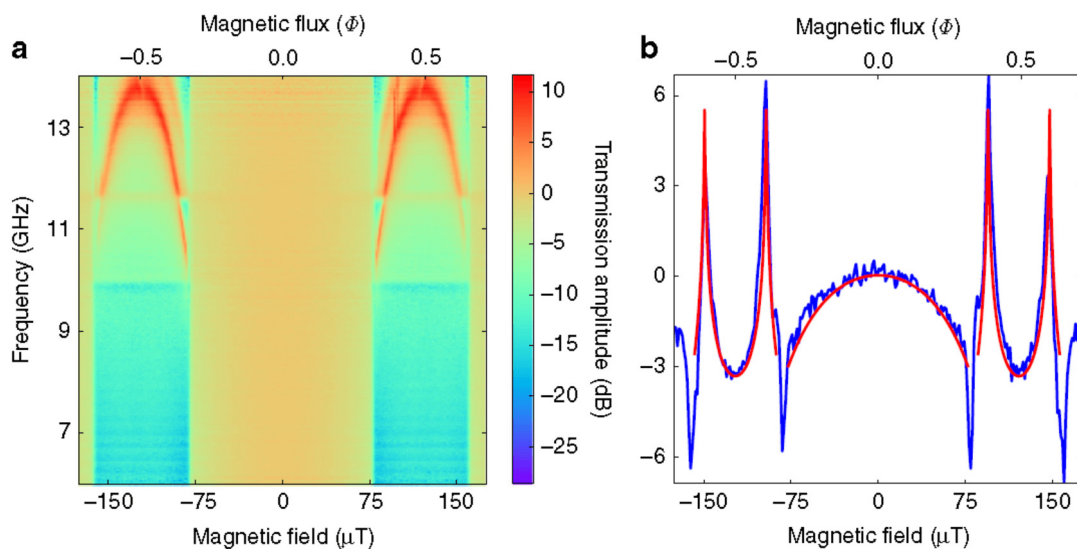 a
Magnetic flux (Φ)
−0.5 0.0 0.5
Frequency (GHz)
13
11
9
7
−150 −75 0 75 150
Magnetic field (μT)
10
5
0
−5
−10
−15
−20
−25
Transmission amplitude (dB)
b
Magnetic flux (Φ)
−0.5 0.0 0.5
6
3
0
−3
−6
−150 −75 0 75 150
Magnetic field (μT)